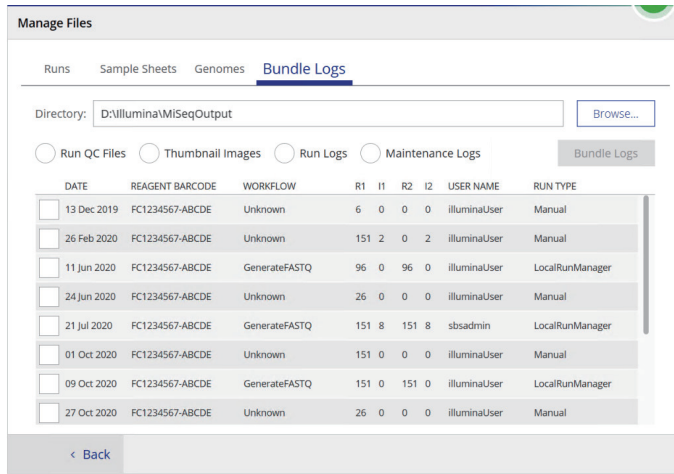 Manage Files
Runs Sample Sheets Genomes Bundle Logs
Directory: D:\Illumina\MiSeqOutput Browse...
Run QC Files Thumbnail Images Run Logs Maintenance Logs Bundle Logs
DATE REAGENT BARCODE WORKFLOW R1 I1 R2 I2 USER NAME RUN TYPE
13 Dec 2019 FC1234567-ABCDE Unknown 6 0 0 0 illuminaUser Manual
26 Feb 2020 FC1234567-ABCDE Unknown 151 2 0 2 illuminaUser Manual
11 Jun 2020 FC1234567-ABCDE GenerateFASTQ 96 0 96 0 illuminaUser LocalRunManager
24 Jun 2020 FC1234567-ABCDE Unknown 26 0 0 0 illuminaUser Manual
21 Jul 2020 FC1234567-ABCDE GenerateFASTQ 151 8 151 8 sbsadmin LocalRunManager
01 Oct 2020 FC1234567-ABCDE Unknown 151 0 0 0 illuminaUser Manual
09 Oct 2020 FC1234567-ABCDE GenerateFASTQ 151 0 151 0 illuminaUser LocalRunManager
27 Oct 2020 FC1234567-ABCDE Unknown 26 0 0 0 illuminaUser Manual
< Back